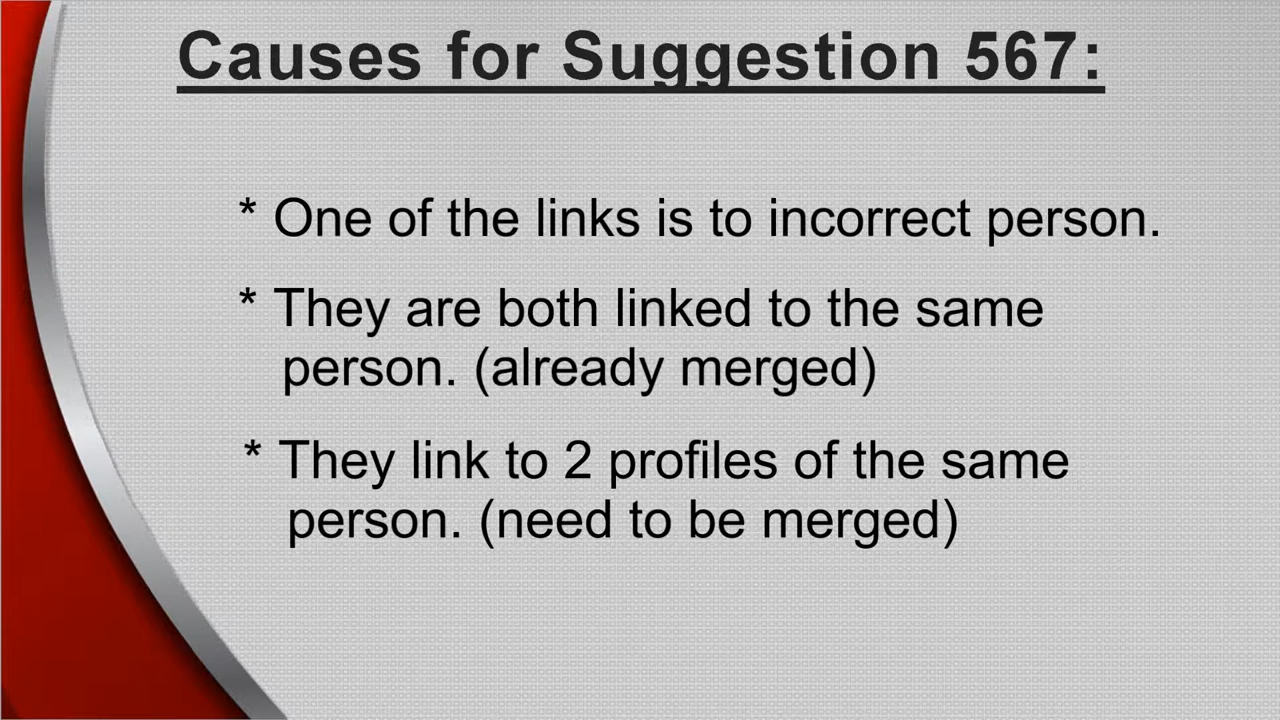 Causes for Suggestion 567:
* One of the links is to incorrect person.
* They are both linked to the same
person. (already merged)
* They link to 2 profiles of the same
person. (need to be merged)